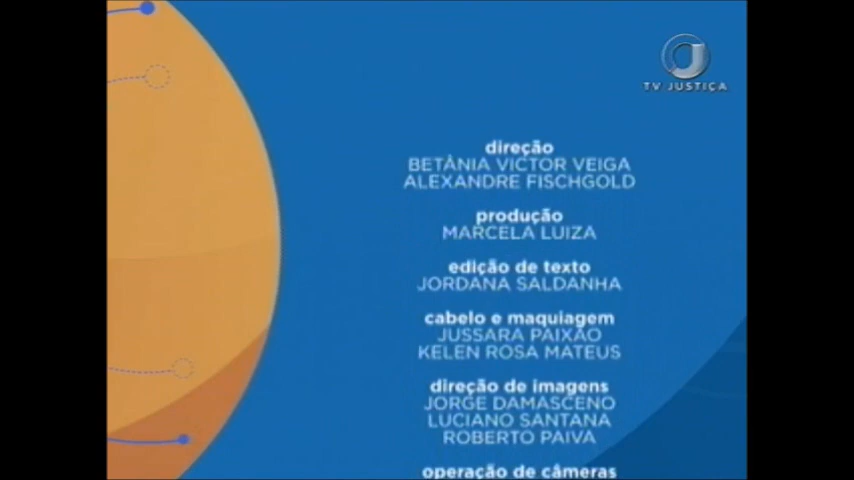 TV JUSTIÇA
direção
BETÂNIA VICTOR VEIGA
ALEXANDRE FISCHGOLD
produção
MARCELA LUIZA
edição de texto
JORDANA SALDANHA
cabelo e maquiagem
JUSSARA PAIXÃO
KELEN ROSA MATEUS
direção de imagens
JORGE DAMASCENO
LUCIANO SANTANA
ROBERTO PAIVA
operação de câmeras